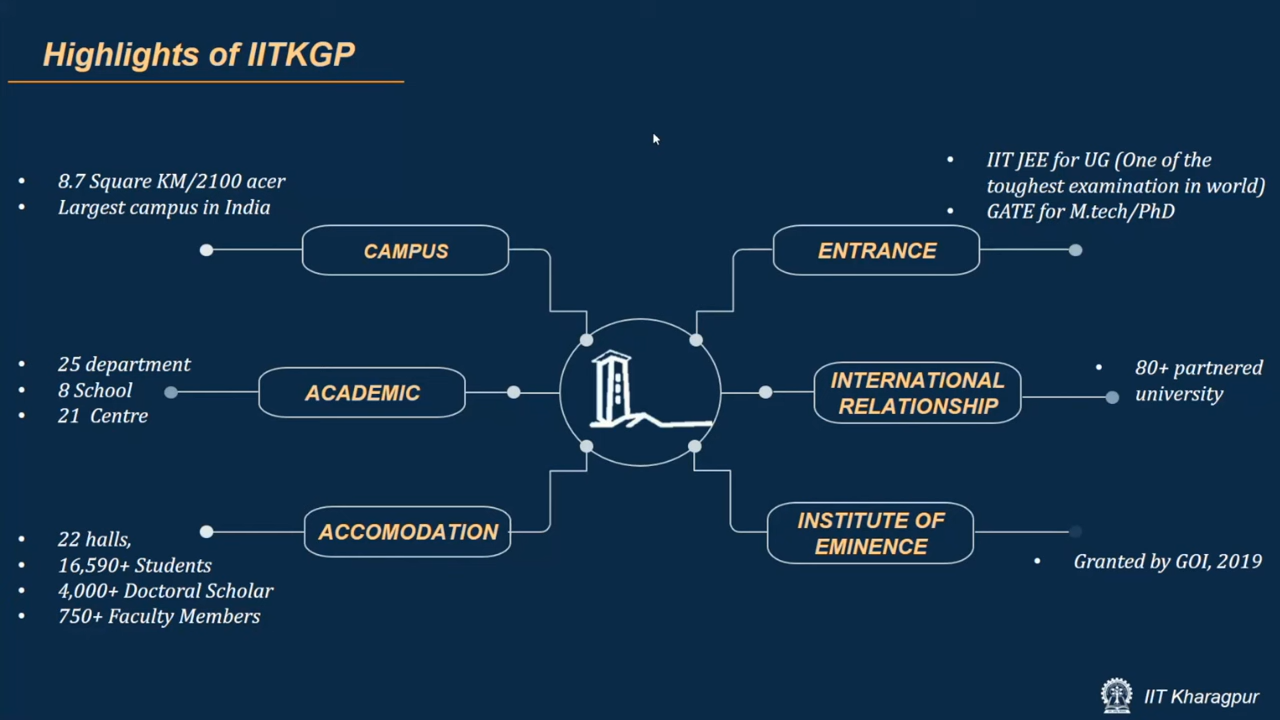 Highlights of IITKGP
• 8.7 Square KM/2100 acer
• Largest campus in India
CAMPUS
• 25 department
• 8 School
• 21 Centre
ACADEMIC
• 22 halls,
• 16,590+ Students
• 4,000+ Doctoral Scholar
• 750+ Faculty Members
ACCOMODATION
• IIT JEE for UG (One of the
toughest examination in world)
• GATE for M.tech/PhD
ENTRANCE
• 80+ partnered
university
INTERNATIONAL
RELATIONSHIP
INSTITUTE OF
EMINENCE
• Granted by GOI, 2019
IIT Kharagpur